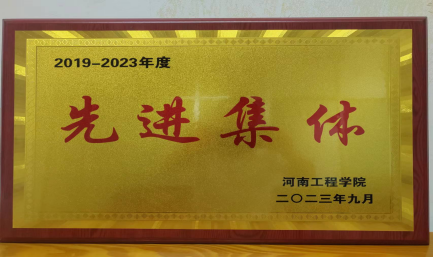 2019-2023年度
先进集体
河南工程学院
二〇二三年九月